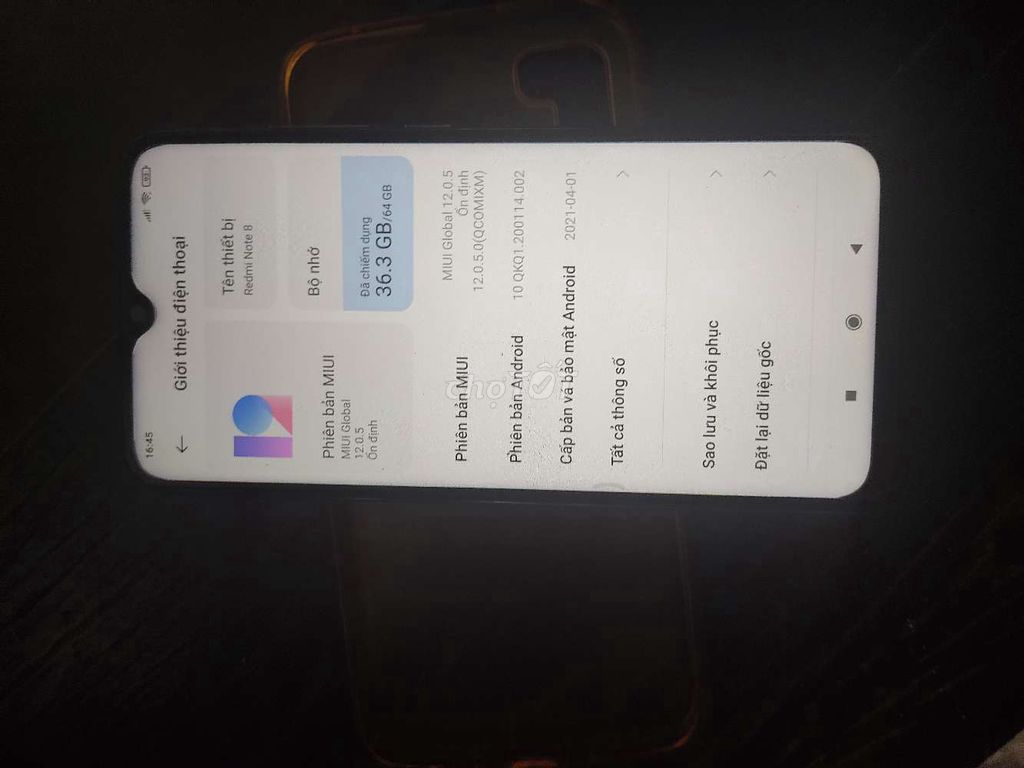 16:45
Giới thiệu điện thoại
Phiên bản MIUI
MIUI Global
12.0.5
Ổn định
Tên thiết bị
Redmi Note 8
Bộ nhớ
Đã chiếm dụng
36.3 GB/64 GB
Phiên bản MIUI
MIUI Global 12.0.5
Ổn định
12.0.5.0(QCOMIXM)
Phiên bản Android
10 QKQ1.200114.002
Cấp bản vá bảo mật Android
2021-04-01
Tất cả thông số
Sao lưu và khôi phục
Đặt lại dữ liệu gốc
chợTỐT